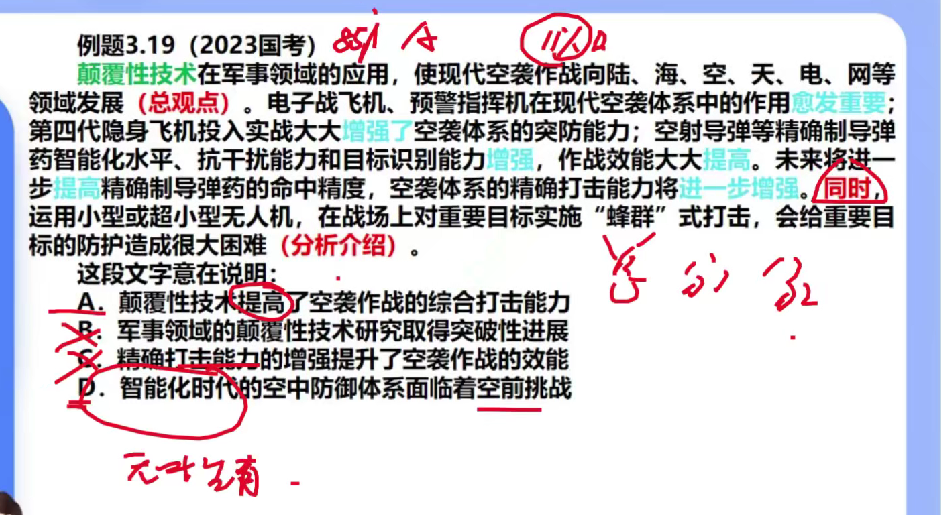 例题3.19（2023国考） 85% A 11% D
颠覆性技术在军事领域的应用，使现代空袭作战向陆、海、空、天、电、网等
领域发展（总观点）。电子战飞机、预警指挥机在现代空袭体系中的作用愈发重要；
第四代隐身飞机投入实战大大增强了空袭体系的突防能力；空射导弹等精确制导弹
药智能化水平、抗干扰能力和目标识别能力增强，作战效能大大提高。未来将进一
步提高精确制导弹药的命中精度，空袭体系的精确打击能力将进一步增强。同时，
运用小型或超小型无人机，在战场上对重要目标实施“蜂群”式打击，会给重要目
标的防护造成很大困难（分析介绍）。
这段文字意在说明：
A．颠覆性技术提高了空袭作战的综合打击能力
B．军事领域的颠覆性技术研究取得突破性进展
C．精确打击能力的增强提升了空袭作战的效能
D．智能化时代的空中防御体系面临着空前挑战
无中生有